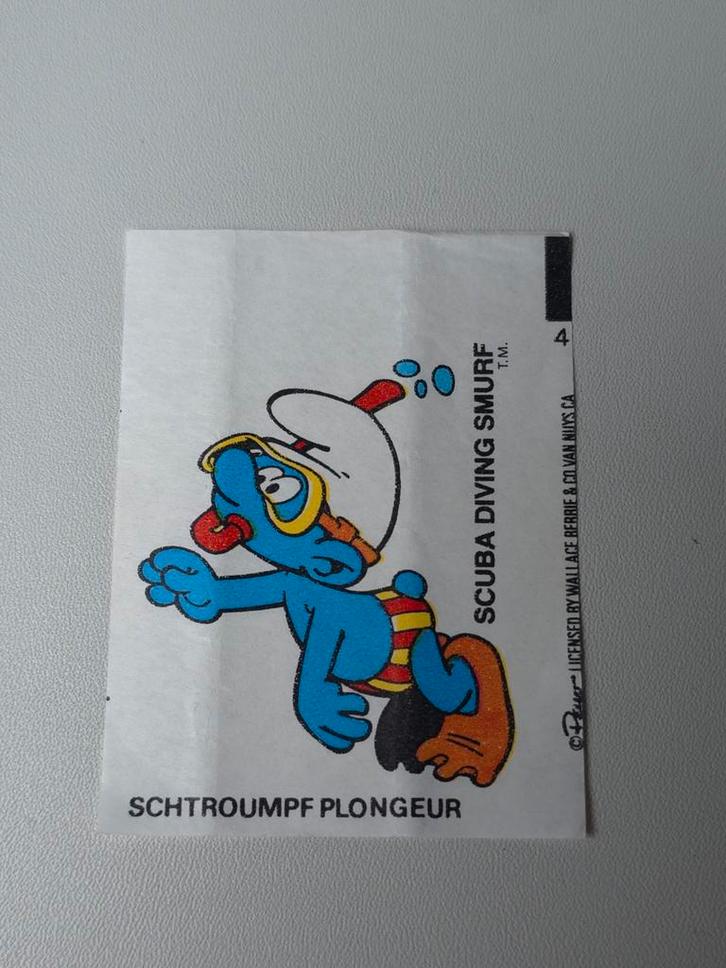 SCUBA DIVING SMURF T.M.
4
© Peyo LICENSED BY WALLACE BERRIE & CO VAN NUYS CA
SCHTROUMPF PLONGEUR